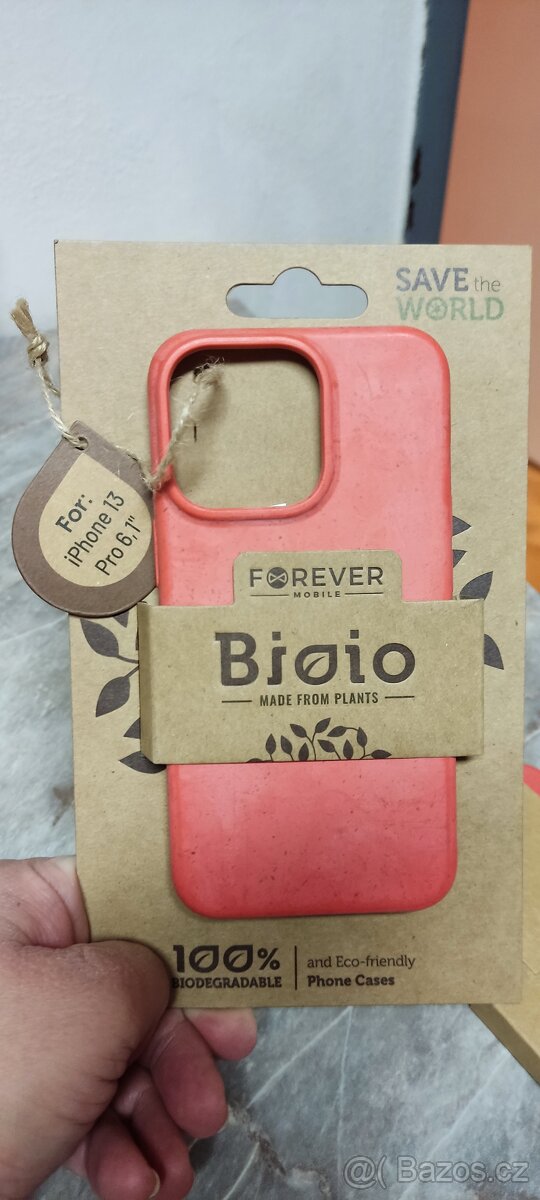 SAVE the
WORLD
For:
iPhone 13
Pro 6,1"
FOREVER
MOBILE
Bioio
MADE FROM PLANTS
100%
BIODEGRADABLE
and Eco-friendly
Phone Cases
@( Bazos.cz